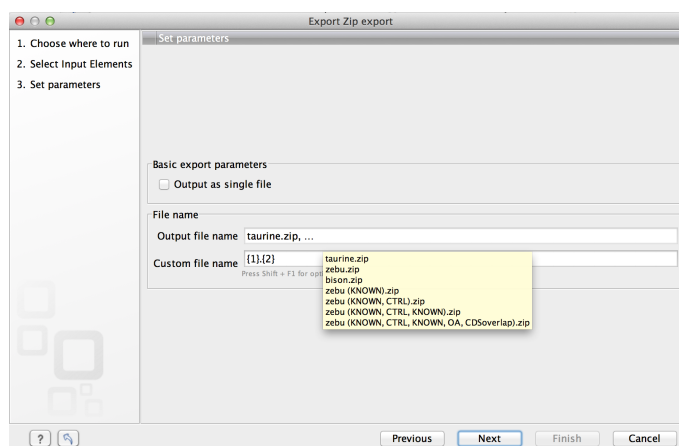 Export Zip export
1. Choose where to run
2. Select Input Elements
3. Set parameters
Set parameters
Basic export parameters
Output as single file
File name
Output file name taurine.zip, ...
Custom file name {1}.{2}
Press Shift + F1 for opt
taurine.zip
zebu.zip
bison.zip
zebu (KNOWN).zip
zebu (KNOWN, CTRL).zip
zebu (KNOWN, CTRL, KNOWN).zip
zebu (KNOWN, CTRL, KNOWN, OA, CDSoverlap).zip
? Previous Next Finish Cancel